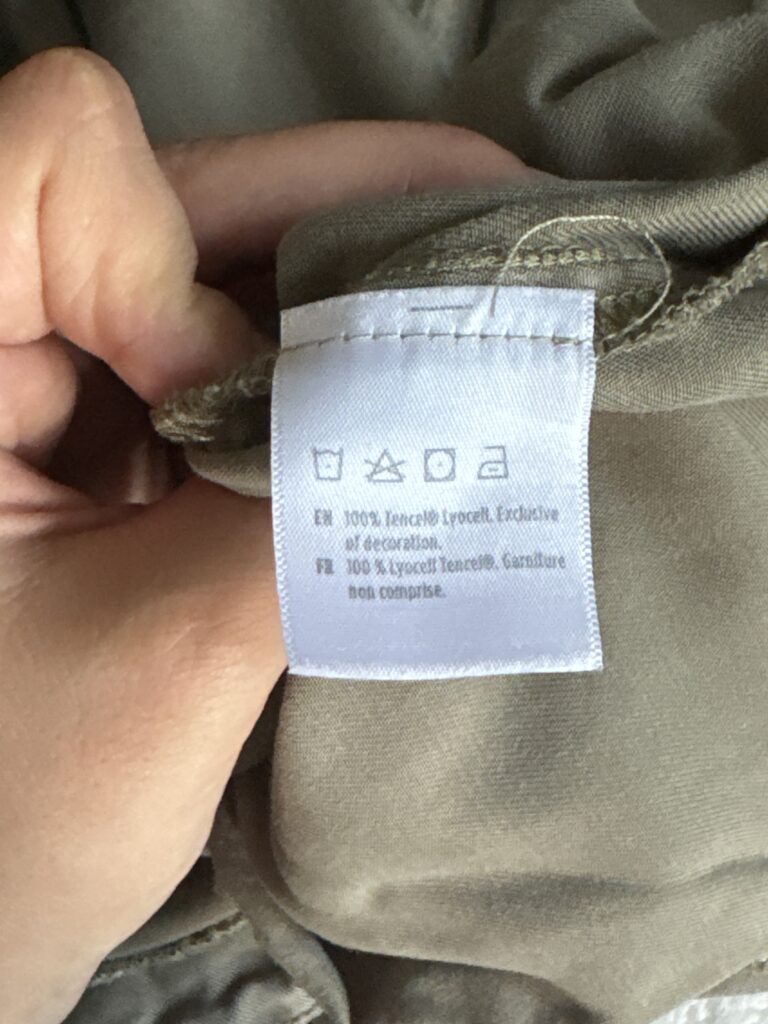 EN 100% Tencel® Lyocell. Exclusive
of decoration.
FR 100 % Lyocell Tencel®. Garniture
non comprise.